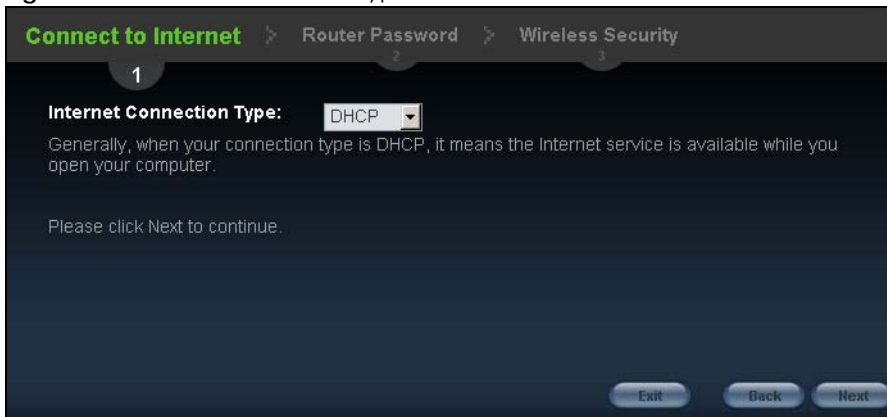 Connect to Internet > Router Password > Wireless Security
1 2 3
Internet Connection Type: DHCP
Generally, when your connection type is DHCP, it means the Internet service is available while you
open your computer.
Please click Next to continue.
Exit Back Next